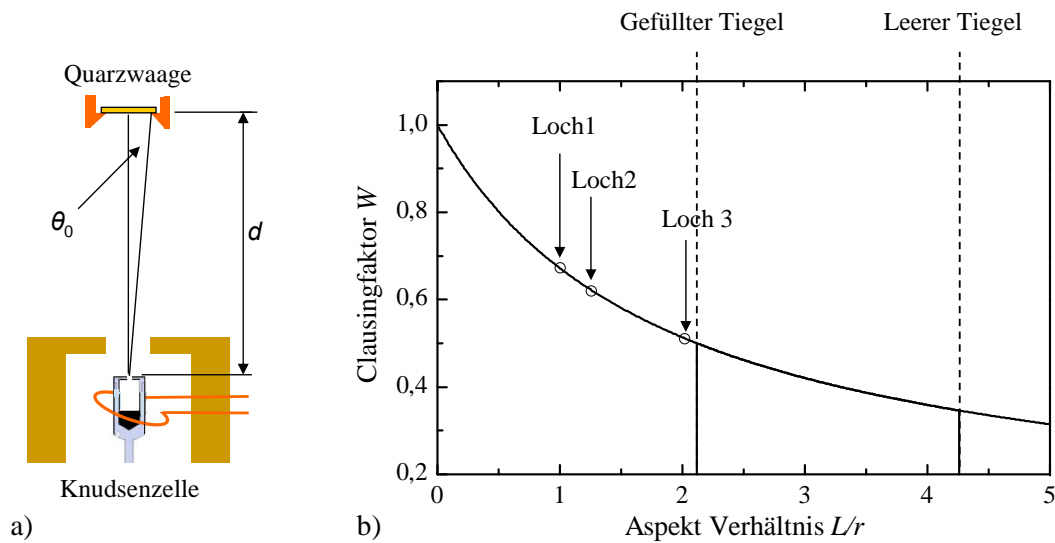 Quarzwaage
θ₀
d
Knudsenzelle
a)
Gefüllter Tiegel
Leerer Tiegel
Loch1
Loch2
Loch 3
Clausingfaktor W
1,0
0,8
0,6
0,4
0,2
0
1
2
3
4
5
Aspekt Verhältnis L/r
b)